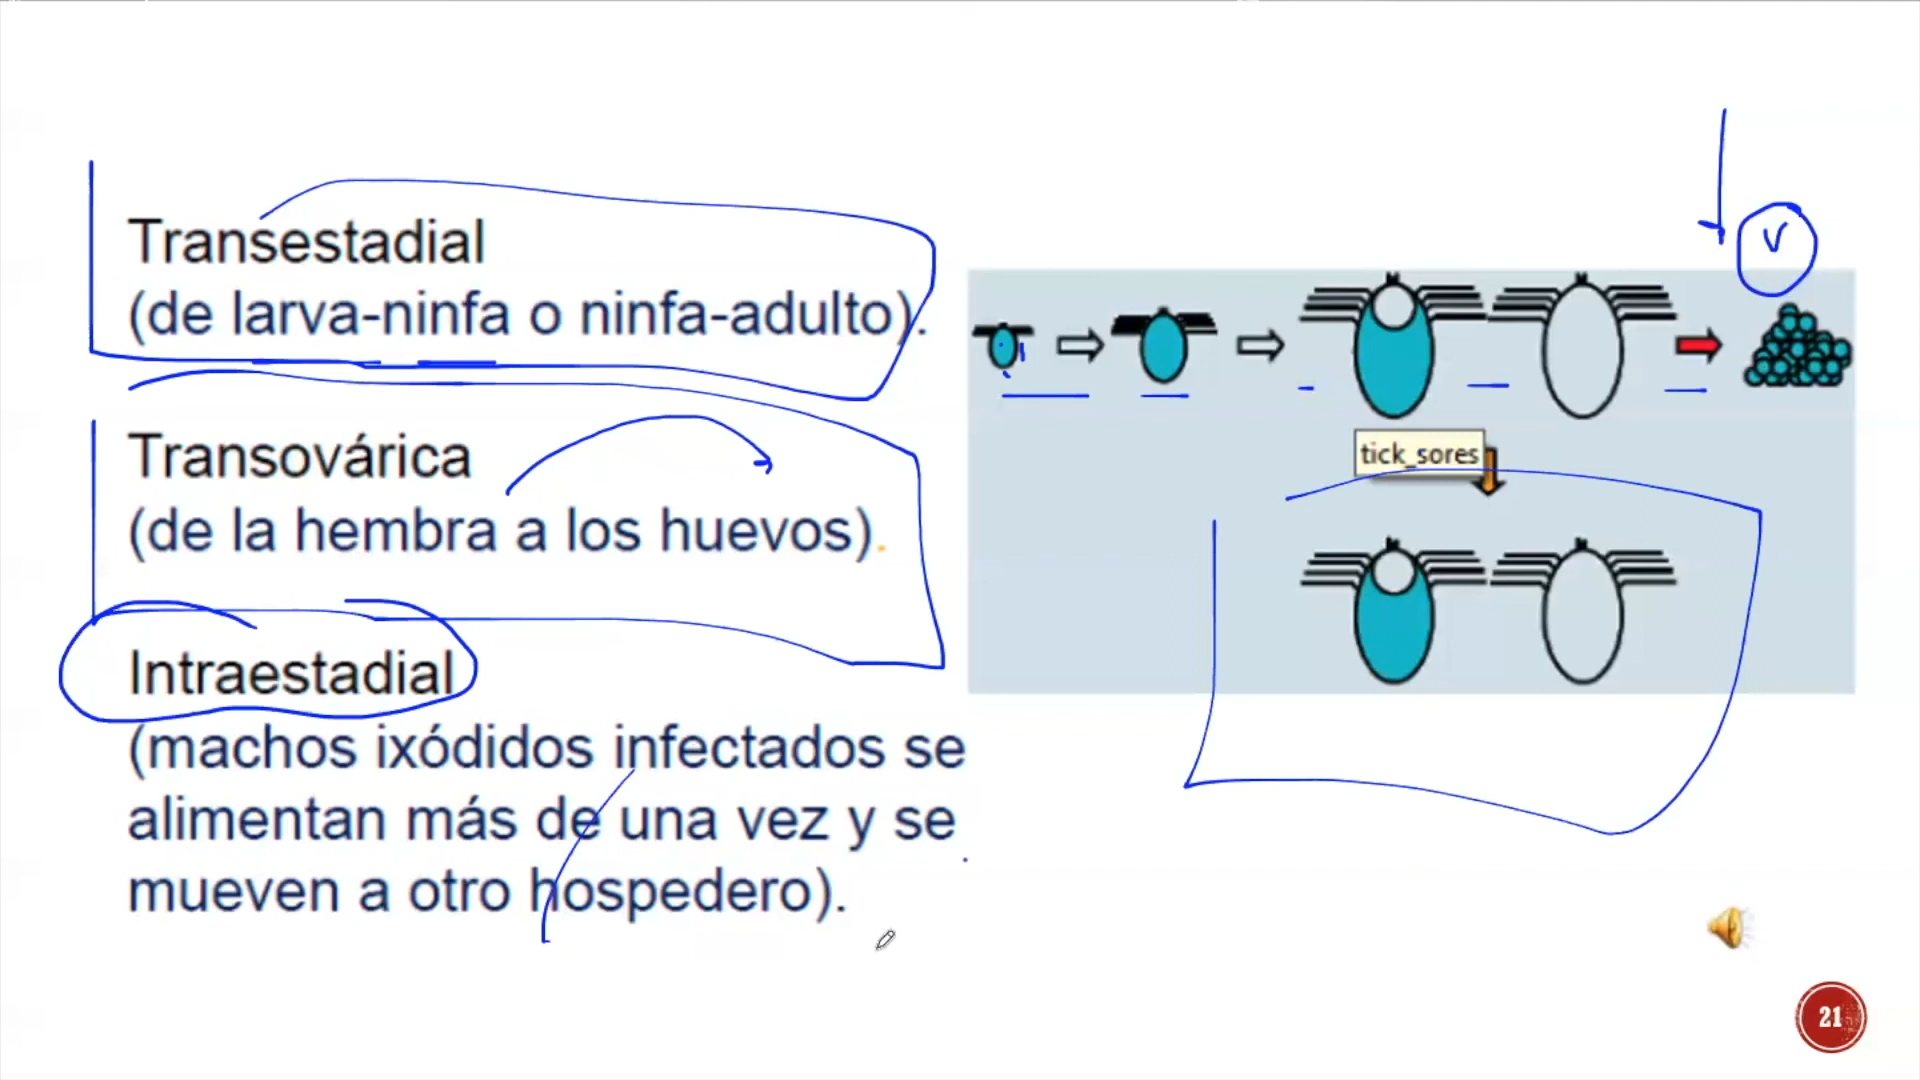 Transestadial
(de larva-ninfa o ninfa-adulto).
Transovárica
(de la hembra a los huevos).
Intraestadial
(machos ixódidos infectados se
alimentan más de una vez y se
mueven a otro hospedero).
V
tick_sores
21